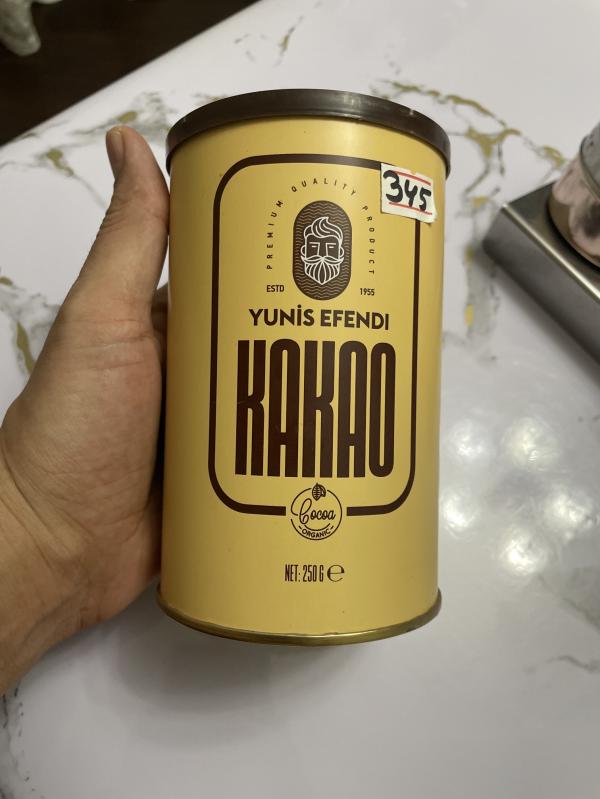 345
PREMIUM QUALITY PRODUCT
ESTD 1955
YUNİS EFENDI
KAKAO
Cocoa
ORGANIC
NET: 250 G ℮